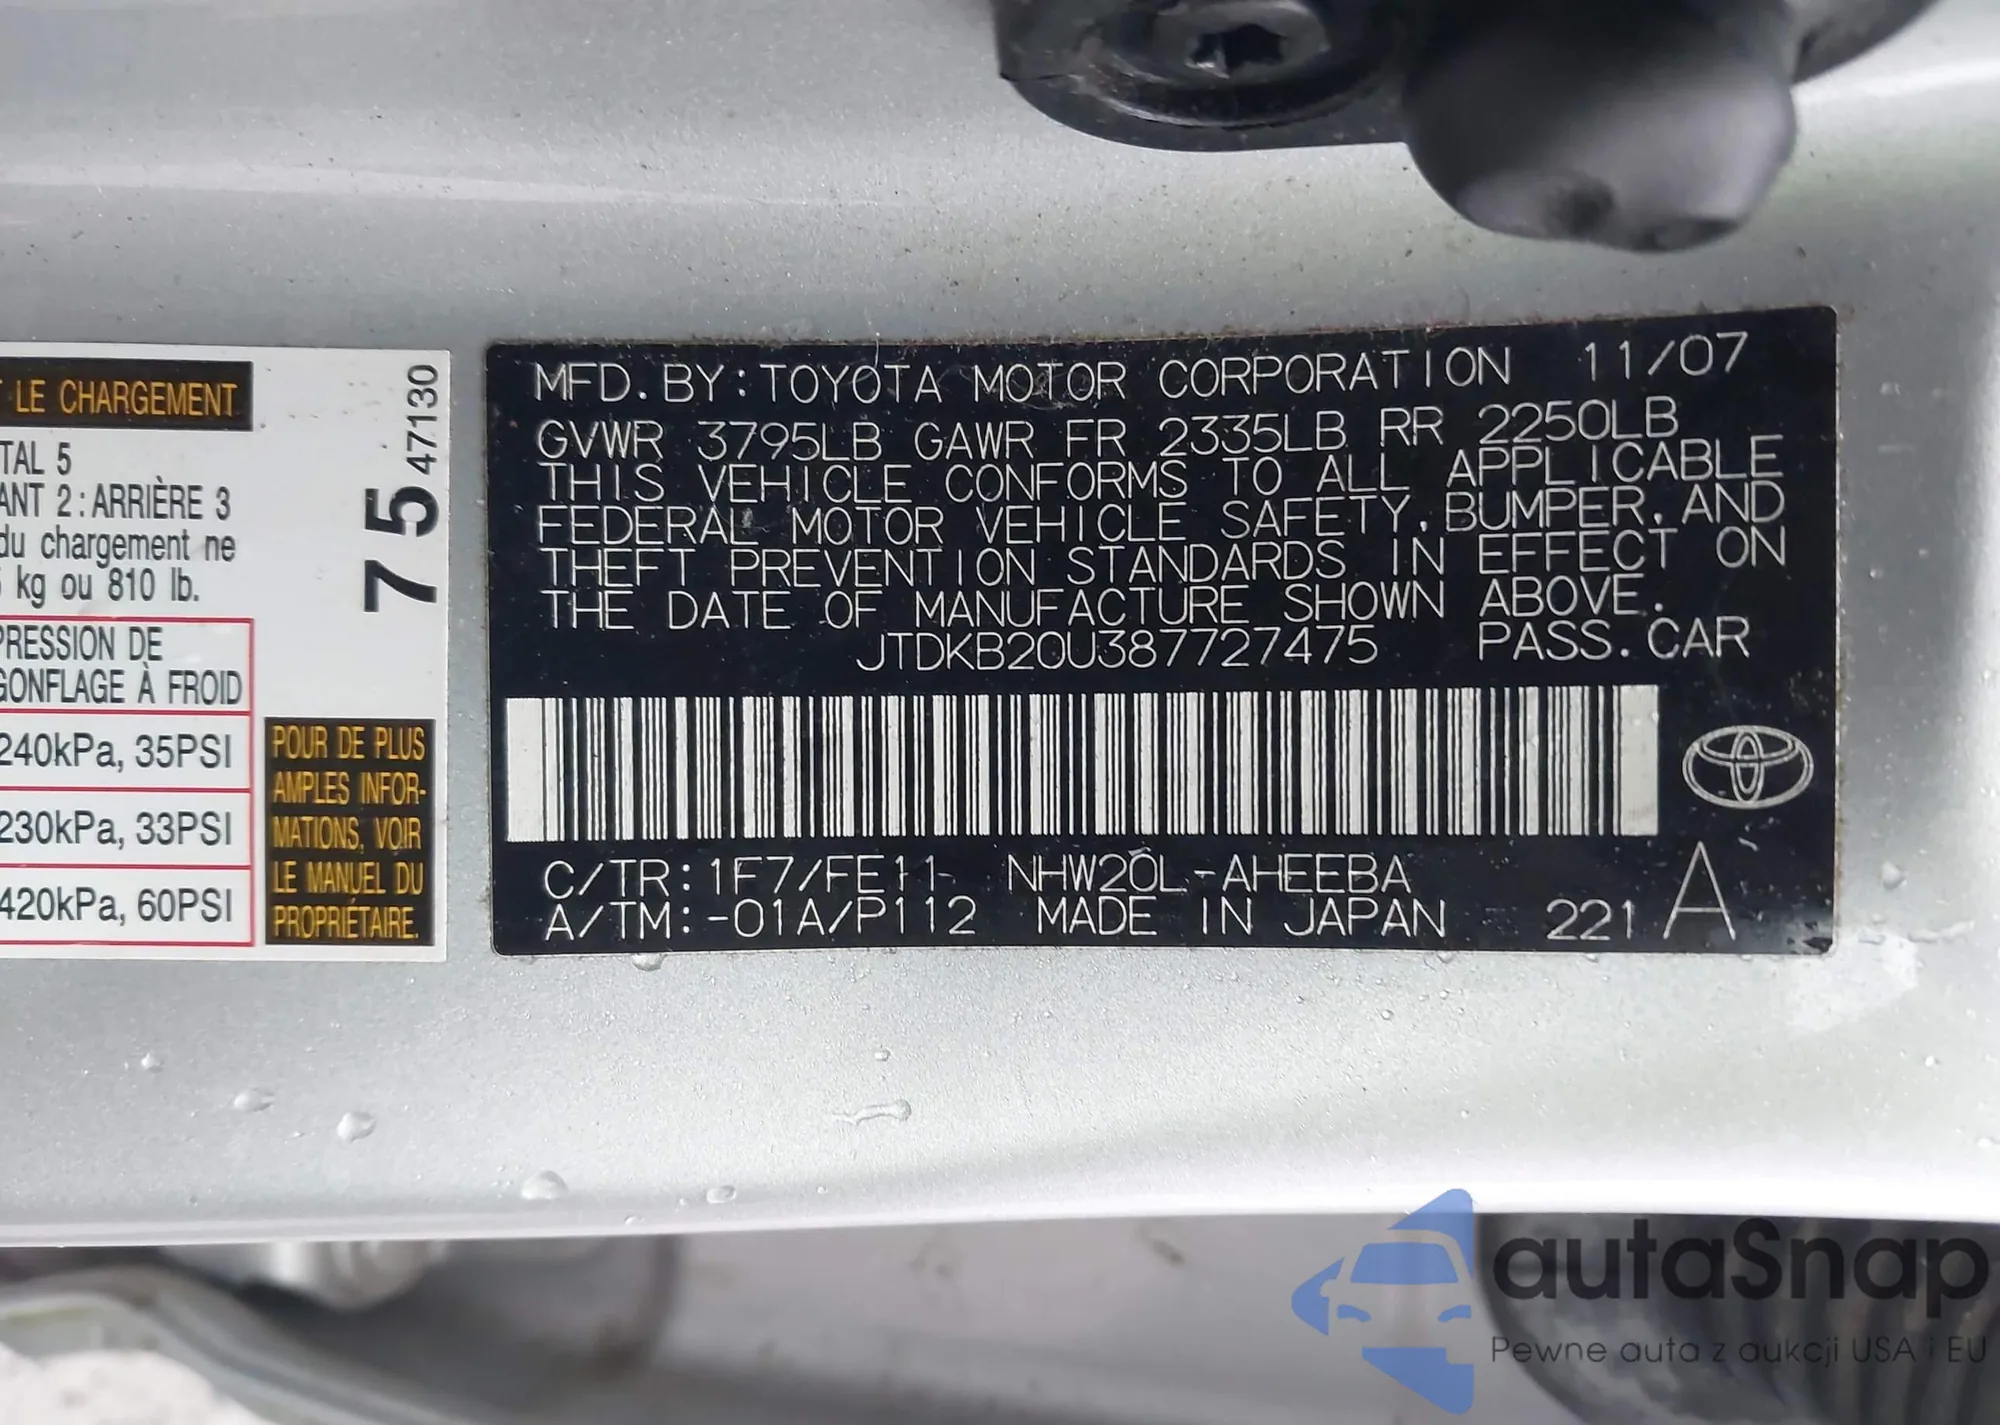 LE CHARGEMENT
TAL 5
ANT 2 : ARRIÈRE 3
du chargement ne
kg ou 810 lb.
PRESSION DE
GONFLAGE À FROID
240kPa, 35PSI
230kPa, 33PSI
420kPa, 60PSI
75
47130
POUR DE PLUS
AMPLES INFOR-
MATIONS, VOIR
LE MANUEL DU
PROPRIÉTAIRE.
MFD. BY: TOYOTA MOTOR CORPORATION 11/07
GVWR 3795LB GAWR FR 2335LB RR 2250LB
THIS VEHICLE CONFORMS TO ALL APPLICABLE
FEDERAL MOTOR VEHICLE SAFETY, BUMPER, AND
THEFT PREVENTION STANDARDS IN EFFECT ON
THE DATE OF MANUFACTURE SHOWN ABOVE.
JTDKB20U387727475 PASS. CAR
C/TR: 1F7/FE11 NHW20L-AHEEBA
A/TM: -01A/P112 MADE IN JAPAN 221 A
autoSnap
Pewne auta z aukcji USA i EU